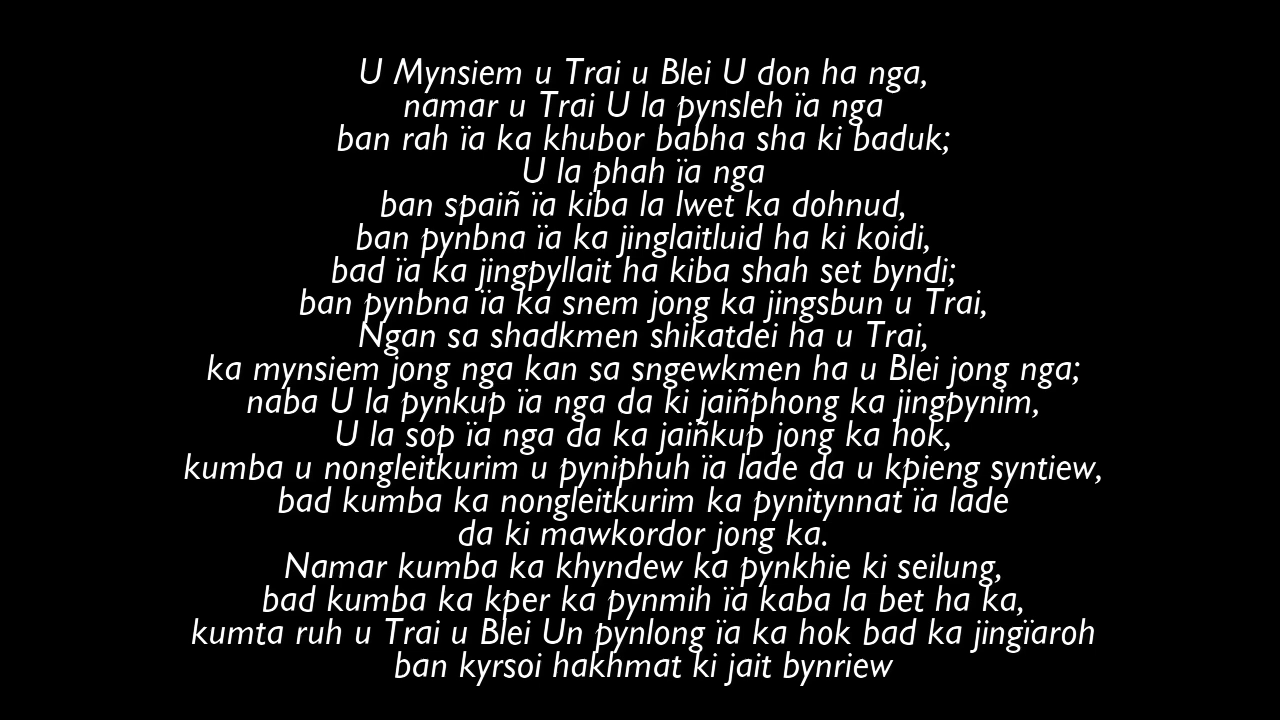 U Mynsiem u Trai u Blei U don ha nga,
namar u Trai U la pynsleh ïa nga
ban rah ïa ka khubor babha sha ki baduk;
U la phah ïa nga
ban spaiñ ïa kiba la lwet ka dohnud,
ban pynbna ïa ka jinglaitluid ha ki koidi,
bad ïa ka jingpyllait ha kiba shah set byndi;
ban pynbna ïa ka snem jong ka jingsbun u Trai,
Ngan sa shadkmen shikatdei ha u Trai,
ka mynsiem jong nga kan sa sngewkmen ha u Blei jong nga;
naba U la pynkup ïa nga da ki jaiñphong ka jingpynim,
U la sop ïa nga da ka jaiñkup jong ka hok,
kumba u nongleitkurim u pyniphuh ïa lade da u kpieng syntiew,
bad kumba ka nongleitkurim ka pynitynnat ïa lade
da ki mawkordor jong ka.
Namar kumba ka khyndew ka pynkhie ki seilung,
bad kumba ka kper ka pynmih ïa kaba la bet ha ka,
kumta ruh u Trai u Blei Un pynlong ïa ka hok bad ka jingïaroh
ban kyrsoi hakhmat ki jait bynriew